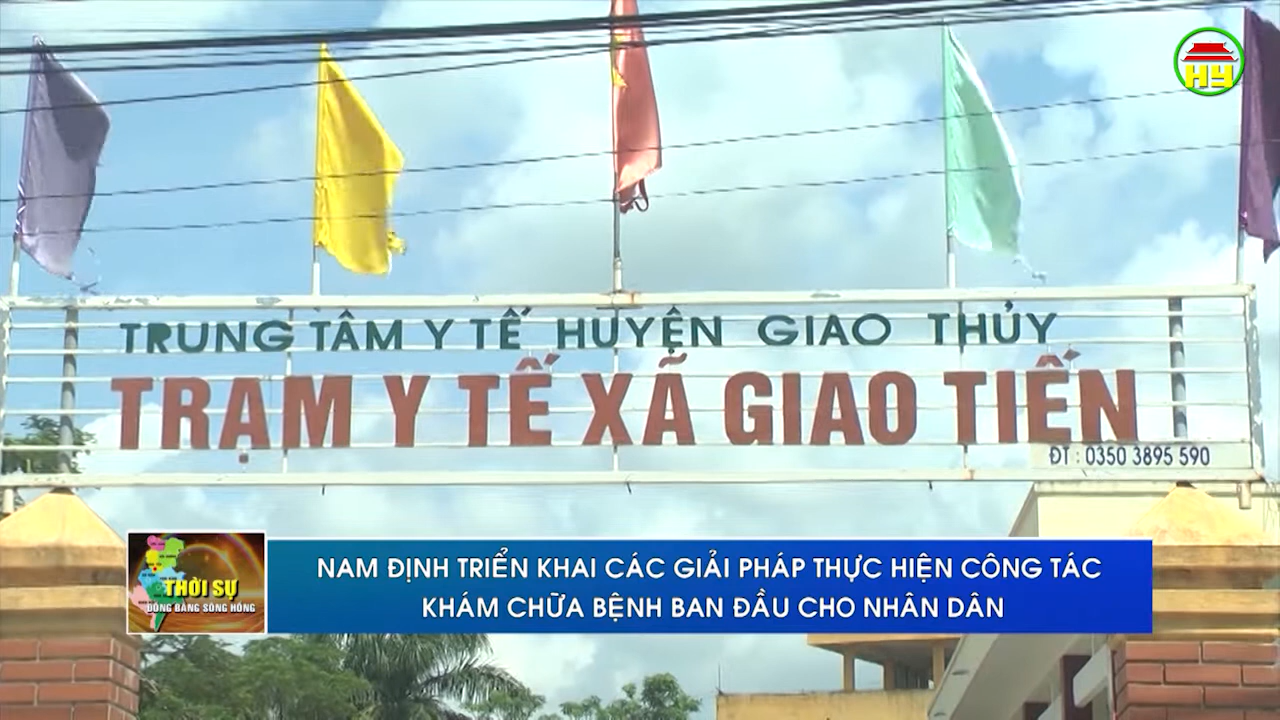 HY
TRUNG TÂM Y TẾ HUYỆN GIAO THỦY
TRẠM Y TẾ XÃ GIAO TIẾN
ĐT : 0350 3895 590
THỜI SỰ
ĐỒNG BẰNG SÔNG HỒNG
NAM ĐỊNH TRIỂN KHAI CÁC GIẢI PHÁP THỰC HIỆN CÔNG TÁC
KHÁM CHỮA BỆNH BAN ĐẦU CHO NHÂN DÂN